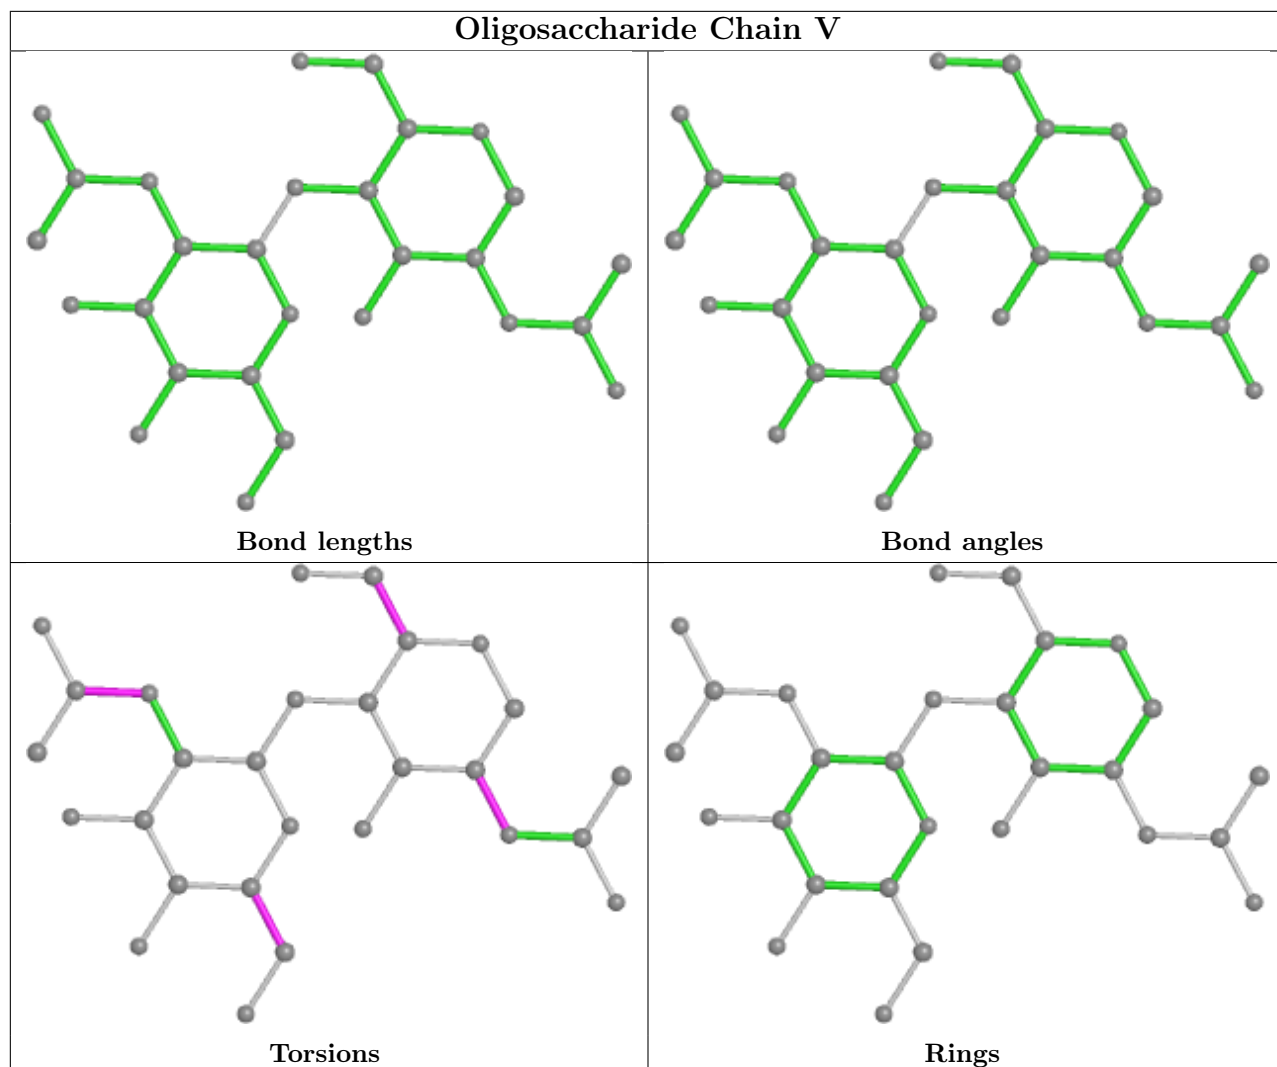 Oligosaccharide Chain V
Bond lengths
Bond angles
Torsions
Rings